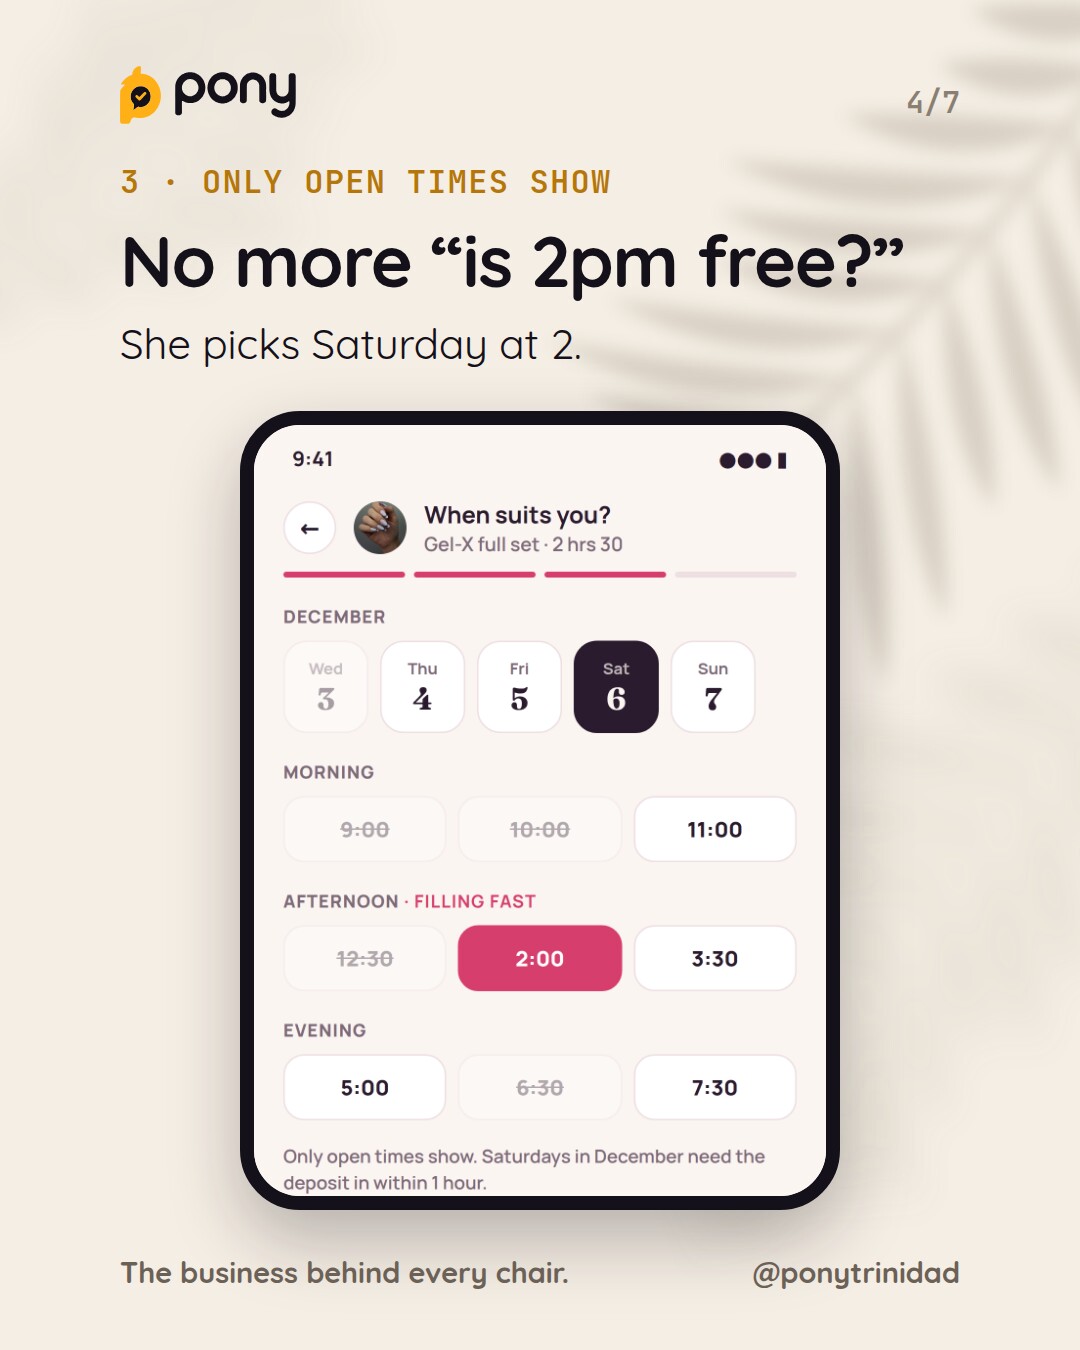 pony
4/7
3 · ONLY OPEN TIMES SHOW
No more “is 2pm free?”
She picks Saturday at 2.
9:41
←
When suits you?
Gel-X full set · 2 hrs 30
DECEMBER
Wed Thu Fri Sat Sun
3 4 5 6 7
MORNING
9:00 10:00 11:00
AFTERNOON · FILLING FAST
12:30 2:00 3:30
EVENING
5:00 6:30 7:30
Only open times show. Saturdays in December need the
deposit in within 1 hour.
The business behind every chair.
@ponytrinidad